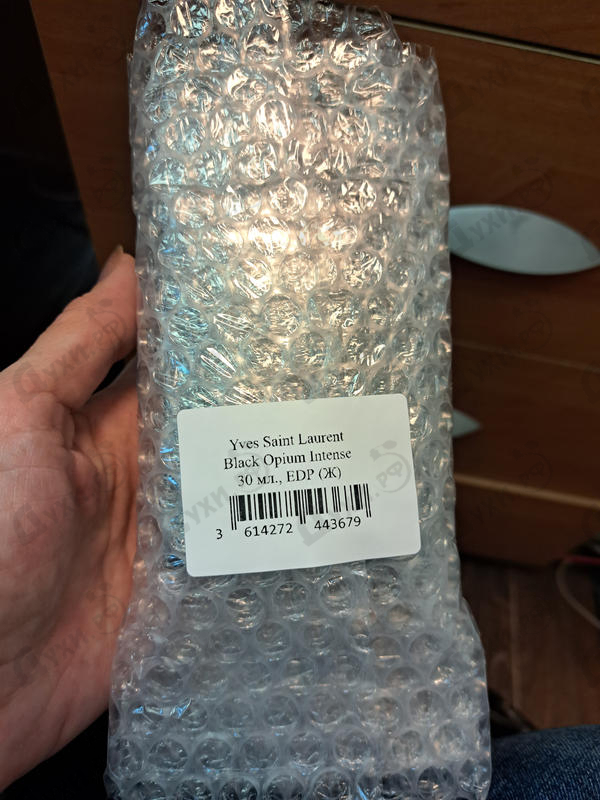 Yves Saint Laurent
Black Opium Intense
30 мл., EDP (Ж)
3 614272 443679